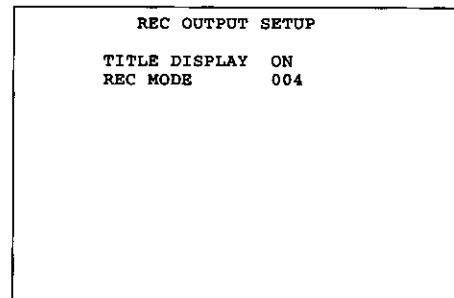 REC OUTPUT SETUP
TITLE DISPLAY ON
REC MODE 004